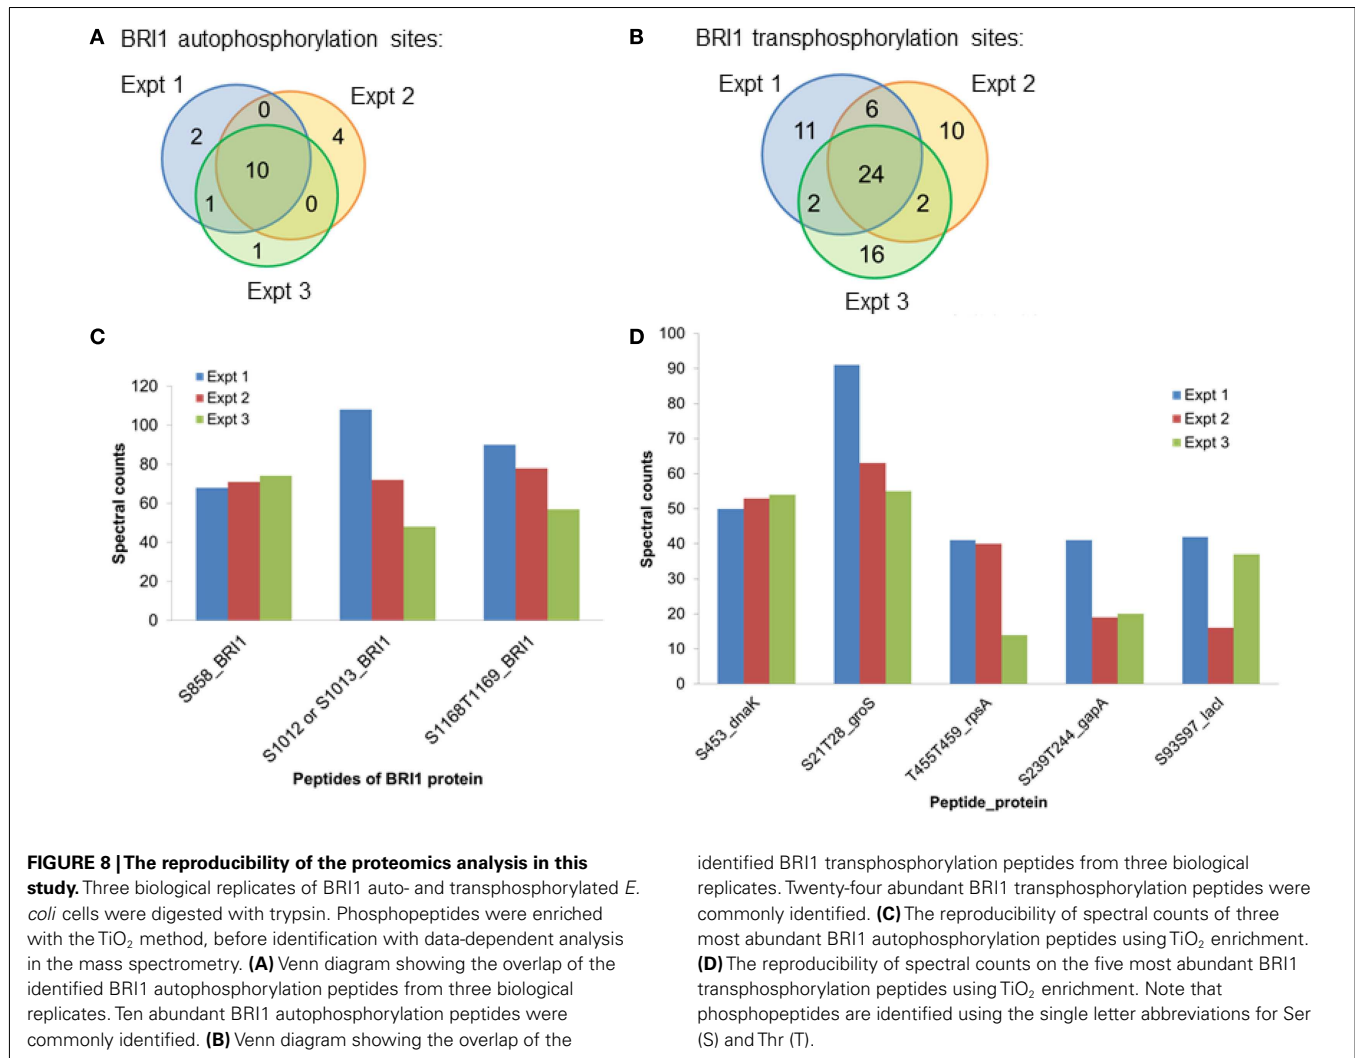 A BRI1 autophosphorylation sites:
Expt 1
Expt 2
0
2
4
10
1
0
1
Expt 3
B BRI1 transphosphorylation sites:
Expt 1
Expt 2
6
11
10
24
2
2
16
Expt 3
C
Expt 1
Expt 2
Expt 3
120
100
80
60
40
20
0
Spectral counts
S858_BRI1
S1012 or S1013_BRI1
S1168T1169_BRI1
Peptides of BRI1 protein
D
100
90
80
70
60
50
40
30
20
10
0
Spectral counts
Expt 1
Expt 2
Expt 3
S453_dnaK
S21T28_groS
T455T459_rpsA
S239T244_gapA
S93S97_lacI
Peptide_protein
FIGURE 8 | The reproducibility of the proteomics analysis in this
study. Three biological replicates of BRI1 auto- and transphosphorylated E.
coli cells were digested with trypsin. Phosphopeptides were enriched
with the TiO₂ method, before identification with data-dependent analysis
in the mass spectrometry. (A) Venn diagram showing the overlap of the
identified BRI1 autophosphorylation peptides from three biological
replicates. Ten abundant BRI1 autophosphorylation peptides were
commonly identified. (B) Venn diagram showing the overlap of the
identified BRI1 transphosphorylation peptides from three biological
replicates. Twenty-four abundant BRI1 transphosphorylation peptides were
commonly identified. (C) The reproducibility of spectral counts of three
most abundant BRI1 autophosphorylation peptides using TiO₂ enrichment.
(D) The reproducibility of spectral counts on the five most abundant BRI1
transphosphorylation peptides using TiO₂ enrichment. Note that
phosphopeptides are identified using the single letter abbreviations for Ser
(S) and Thr (T).